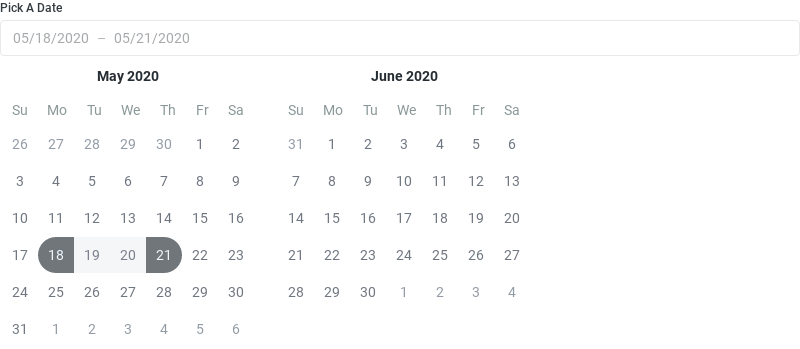 Pick A Date
05/18/2020 – 05/21/2020
May 2020
Su Mo Tu We Th Fr Sa
26 27 28 29 30 1 2
3 4 5 6 7 8 9
10 11 12 13 14 15 16
17 18 19 20 21 22 23
24 25 26 27 28 29 30
31 1 2 3 4 5 6
June 2020
Su Mo Tu We Th Fr Sa
31 1 2 3 4 5 6
7 8 9 10 11 12 13
14 15 16 17 18 19 20
21 22 23 24 25 26 27
28 29 30 1 2 3 4